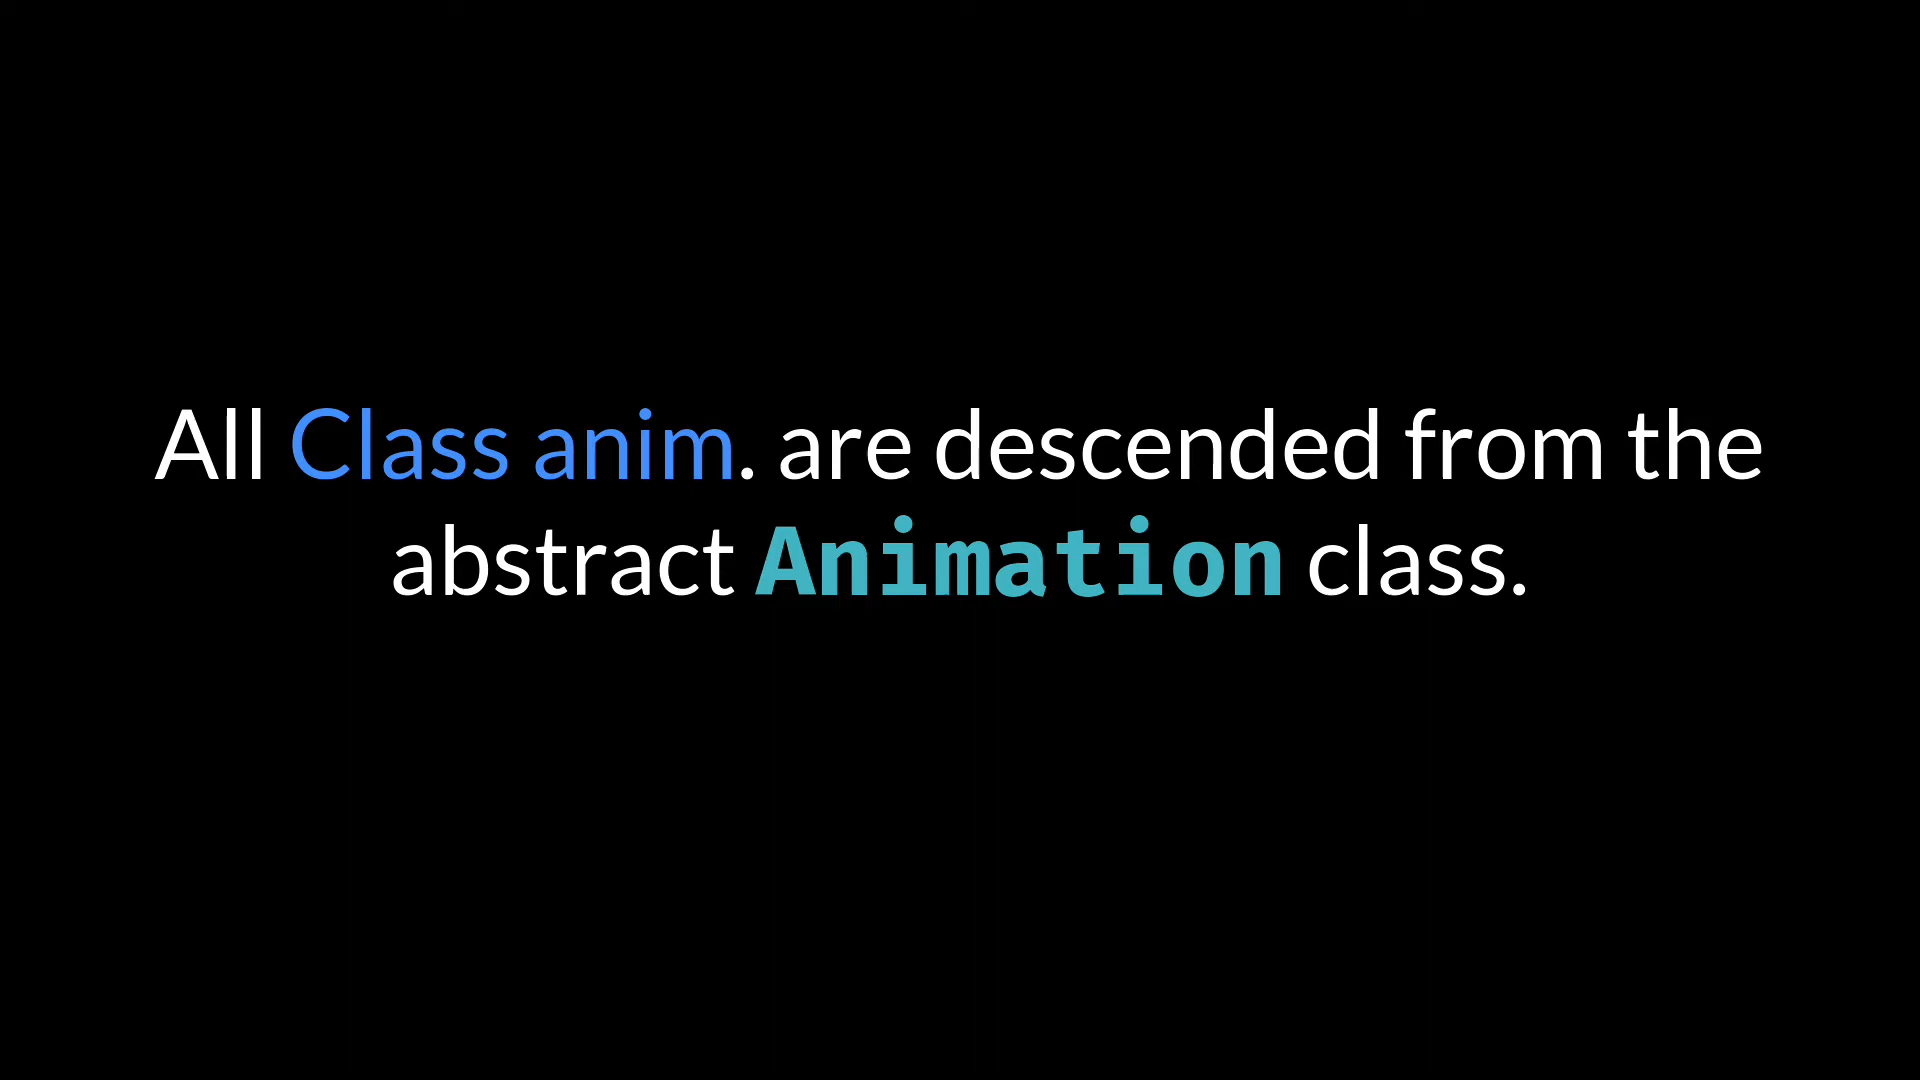 All Class anim. are descended from the
abstract Animation class.